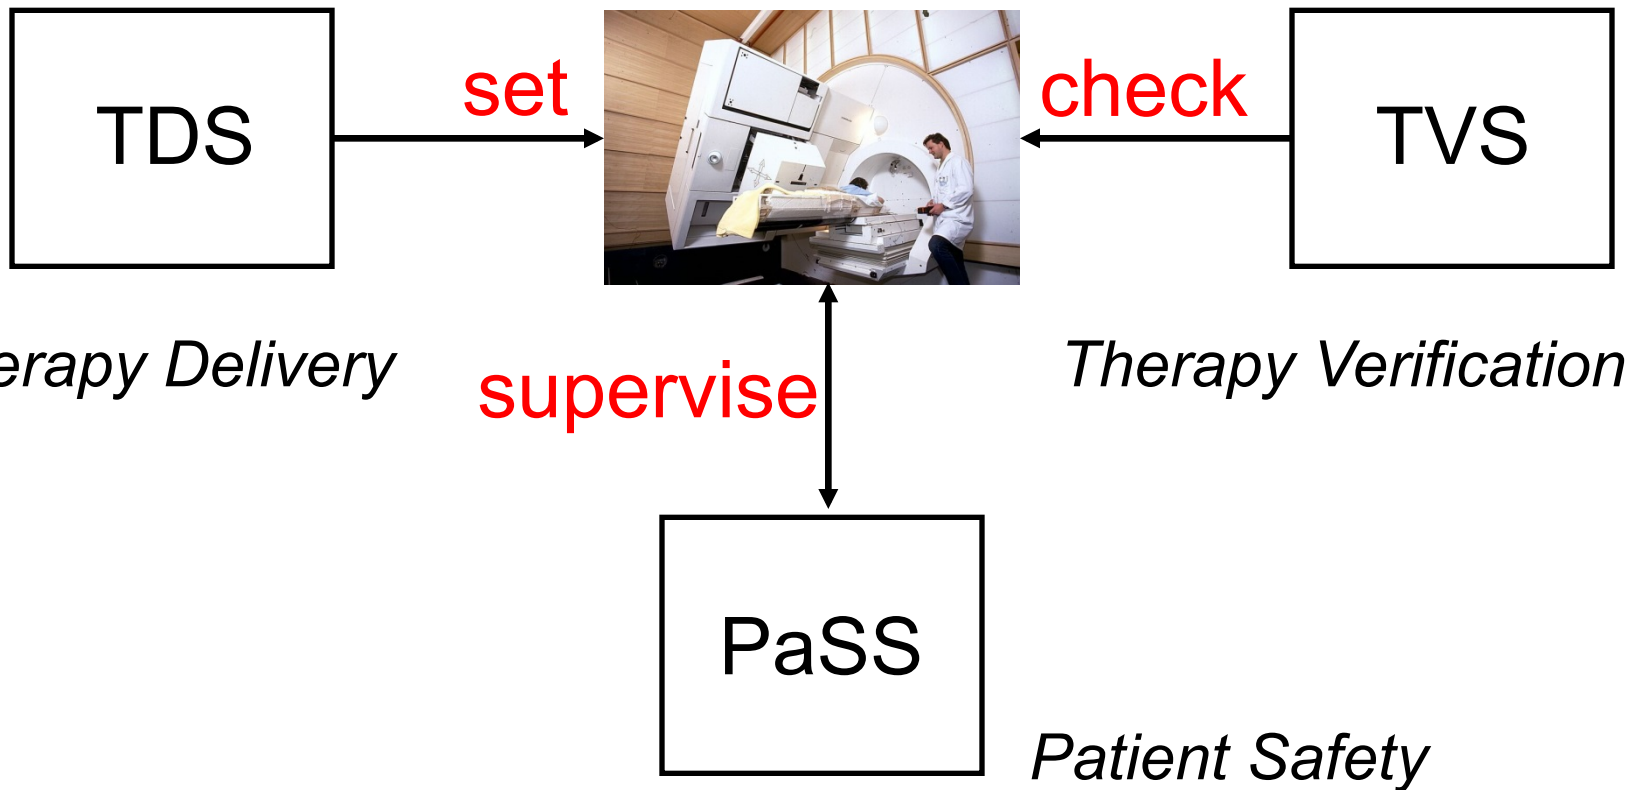 set
check
TDS
TVS
erapy Delivery
Therapy Verification
supervise
PaSS
Patient Safety